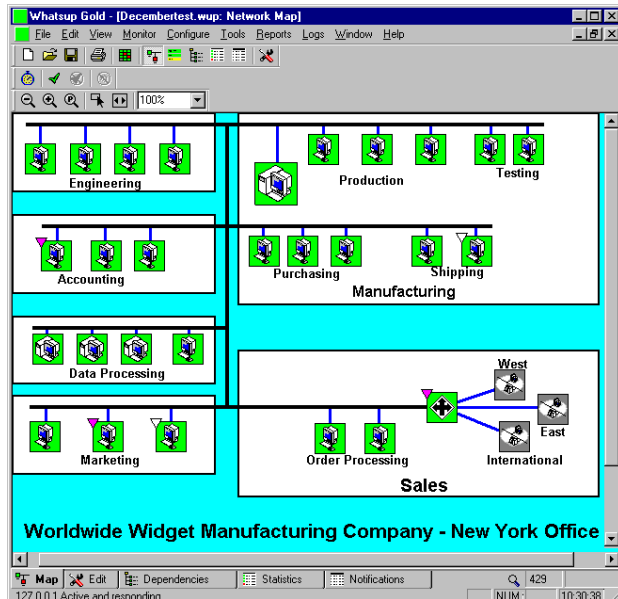 Whatsup Gold - [Decembertest.wup: Network Map]
File Edit View Monitor Configure Tools Reports Logs Window Help
100%
Engineering
Production
Testing
Accounting
Purchasing
Shipping
Manufacturing
Data Processing
West
East
Marketing
Order Processing
International
Sales
Worldwide Widget Manufacturing Company - New York Office
Map Edit Dependencies Statistics Notifications 429
127.0.0.1 Active and responding NUM 10:30:38